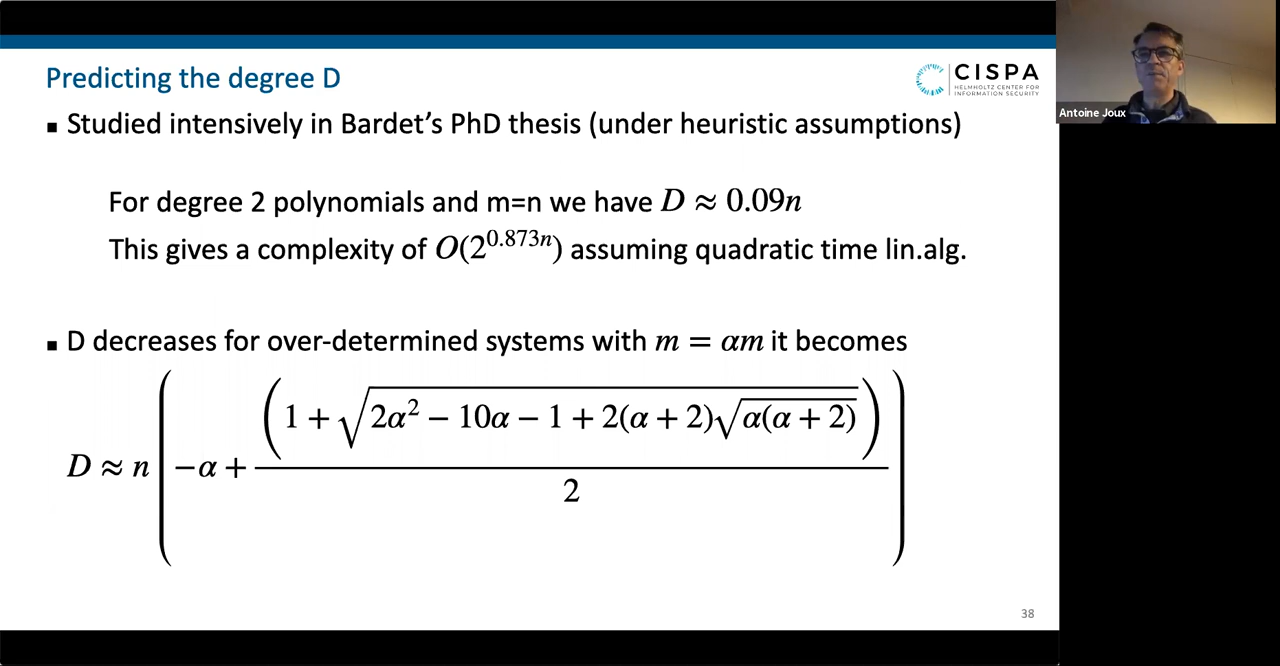 Predicting the degree D
CISPA
HELMHOLTZ CENTER FOR
INFORMATION SECURITY
Antoine Joux
▪ Studied intensively in Bardet’s PhD thesis (under heuristic assumptions)
For degree 2 polynomials and m=n we have D ≈ 0.09n
This gives a complexity of O(2^{0.873n}) assuming quadratic time lin.alg.
▪ D decreases for over-determined systems with m = αm it becomes
D ≈ n ( −α + ( 1 + √(2α² − 10α − 1 + 2(α + 2)√(α(α + 2))) ) / 2 )
38